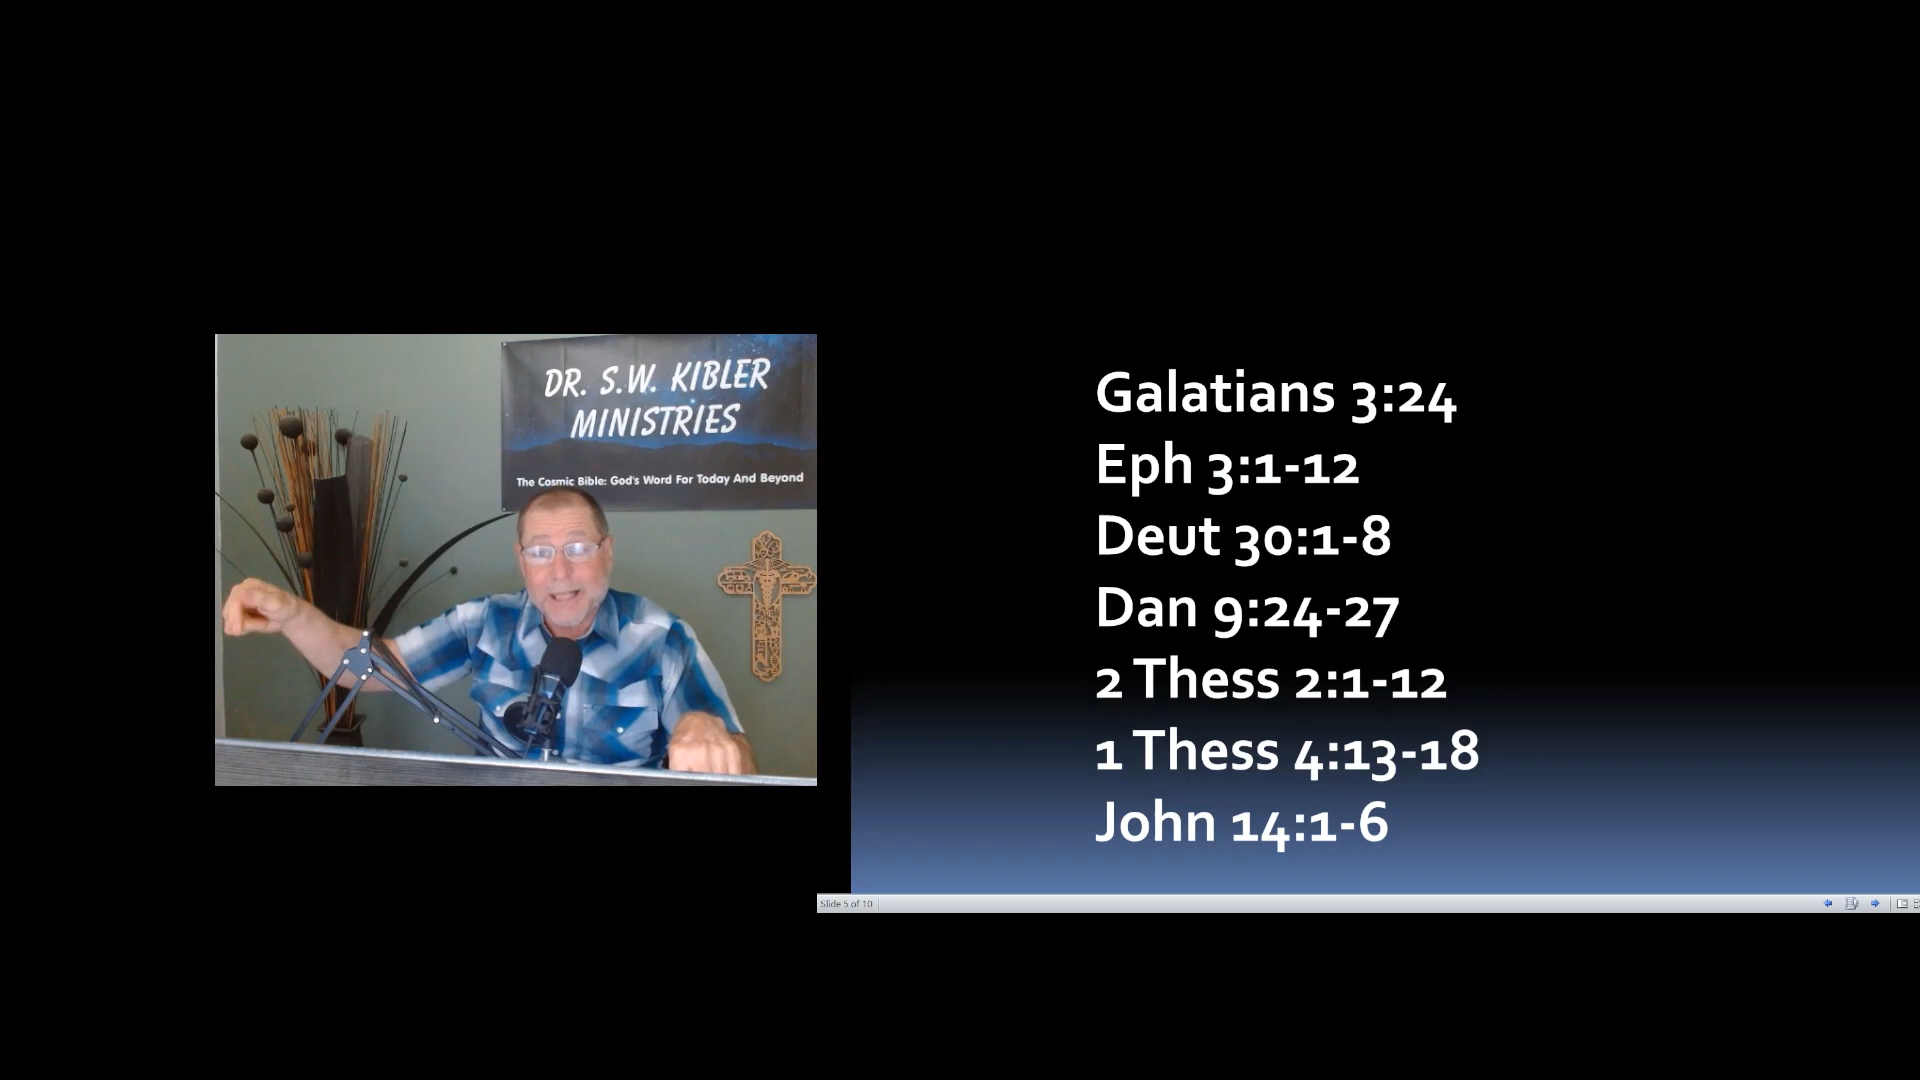 DR. S.W. KIBLER
MINISTRIES
The Cosmic Bible: God's Word For Today And Beyond
Galatians 3:24
Eph 3:1-12
Deut 30:1-8
Dan 9:24-27
2 Thess 2:1-12
1 Thess 4:13-18
John 14:1-6
Slide 5 of 10